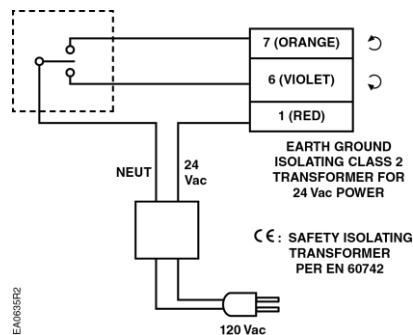 7 (ORANGE)
6 (VIOLET)
1 (RED)
NEUT
24
Vac
EARTH GROUND
ISOLATING CLASS 2
TRANSFORMER FOR
24 Vac POWER
CE: SAFETY ISOLATING
TRANSFORMER
PER EN 60742
120 Vac
EA0635R2